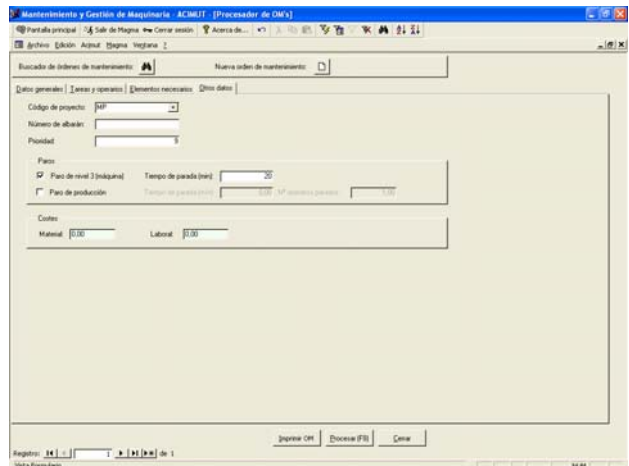 Mantenimiento y Gestión de Maquinaria - ACIMUT - [Procesador de OM's]
Pantalla principal Salir de Magma Cerrar sesión Acerca de...
Archivo Edición Acimut Magma Ventana ?
Buscador de órdenes de mantenimiento: Nueva orden de mantenimiento:
Datos generales Tareas y operarios Elementos necesarios Otros datos
Código de proyecto: MP
Número de albarán:
Prioridad:
Paros
Paro de nivel 3 (máquina) Tiempo de parada (min): 20
Paro de producción Tiempo de parada (min): 0,00 Nº operarios parados: 1,00
Costes
Material: 0,00 Laboral: 0,00
Imprimir OM Procesar (F8) Cerrar
Registro: 1 de 1
Vista Formulario